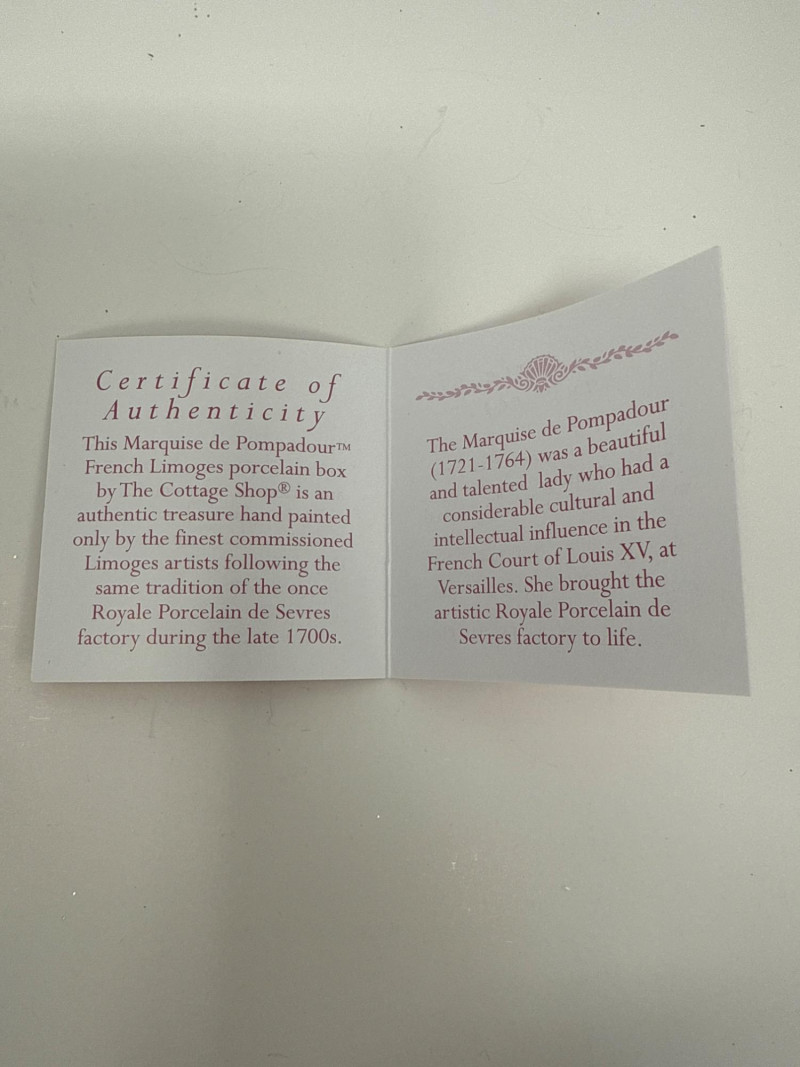 Certificate of
Authenticity
This Marquise de Pompadour™
French Limoges porcelain box
by The Cottage Shop® is an
authentic treasure hand painted
only by the finest commissioned
Limoges artists following the
same tradition of the once
Royale Porcelain de Sevres
factory during the late 1700s.
The Marquise de Pompadour
(1721-1764) was a beautiful
and talented lady who had a
considerable cultural and
intellectual influence in the
French Court of Louis XV, at
Versailles. She brought the
artistic Royale Porcelain de
Sevres factory to life.